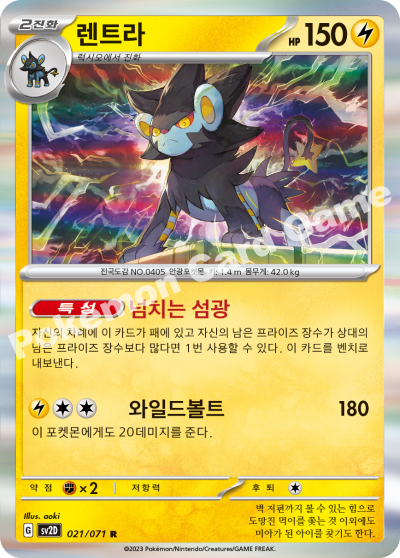 2진화
렌트라
HP 150
럭시오에서 진화
전국도감 NO.0405 안광포켓몬 키: 1.4 m 몸무게: 42.0 kg
특성 넘치는 섬광
자신의 차례에 이 카드가 패에 있고 자신의 남은 프라이즈 장수가 상대의
남은 프라이즈 장수보다 많다면 1번 사용할 수 있다. 이 카드를 벤치로
내보낸다.
와일드볼트 180
이 포켓몬에게도 20데미지를 준다.
약점 ×2 저항력 후퇴
Illus. aoki
G SV2D 021/071 R
벽 저편까지 볼 수 있는 힘으로
도망친 먹이를 쫓는 것 이외에도
미아가 된 아이를 찾기도 한다.
©2023 Pokémon/Nintendo/Creatures/GAME FREAK.
Pokémon Card Game